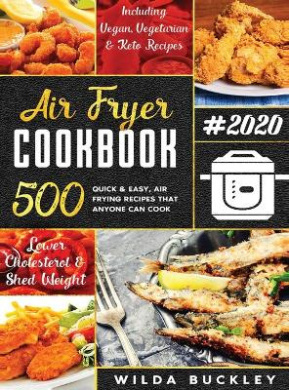 Including
Vegan, Vegetarian
& Keto Recipes
Air Fryer
#2020
COOKBOOK
500
QUICK & EASY, AIR
FRYING RECIPES THAT
ANYONE CAN COOK
Lower
Cholesterol &
Shed Weight
WILDA BUCKLEY